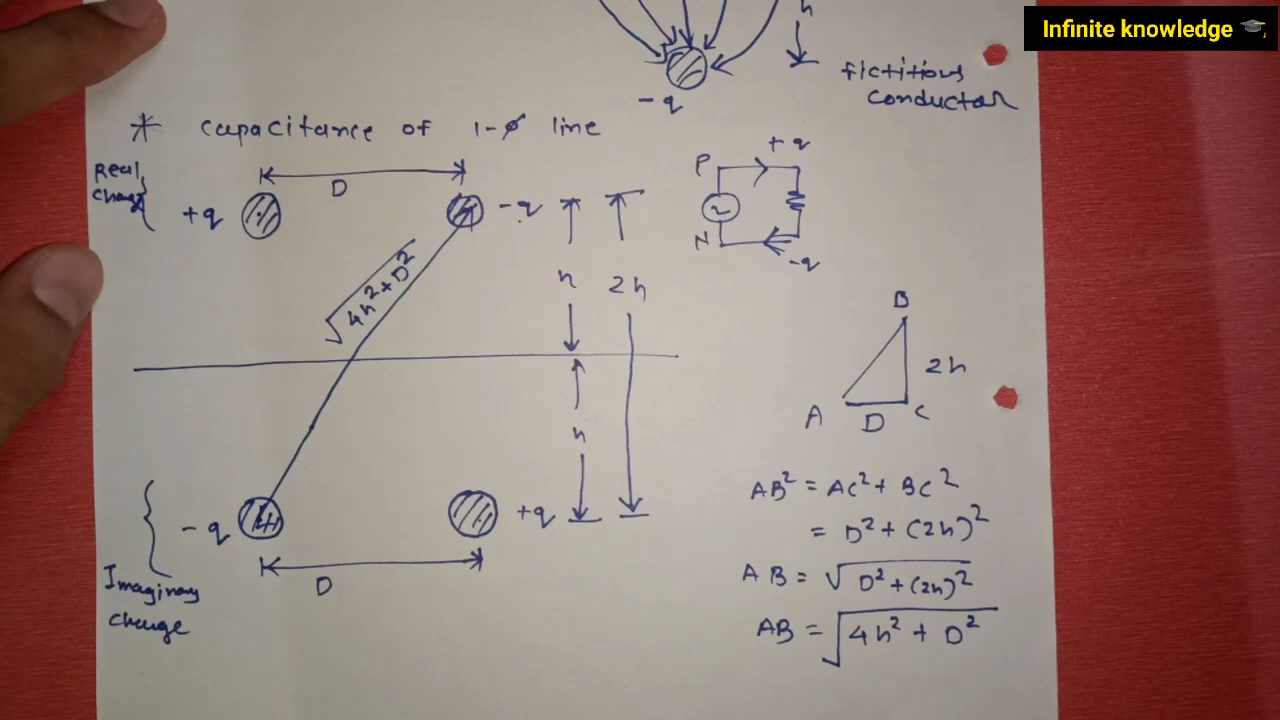 Infinite knowledge
h
fictitious
conductor
-q
* capacitance of 1-ϕ line
Real
charge
D
+q
-q
P
+q
N
-q
√4h²+D²
h
2h
B
2h
A
D
C
h
-q
+q
D
Imaginary
charge
AB² = AC² + BC²
= D² + (2h)²
AB = √D² + (2h)²
AB = √4h² + D²